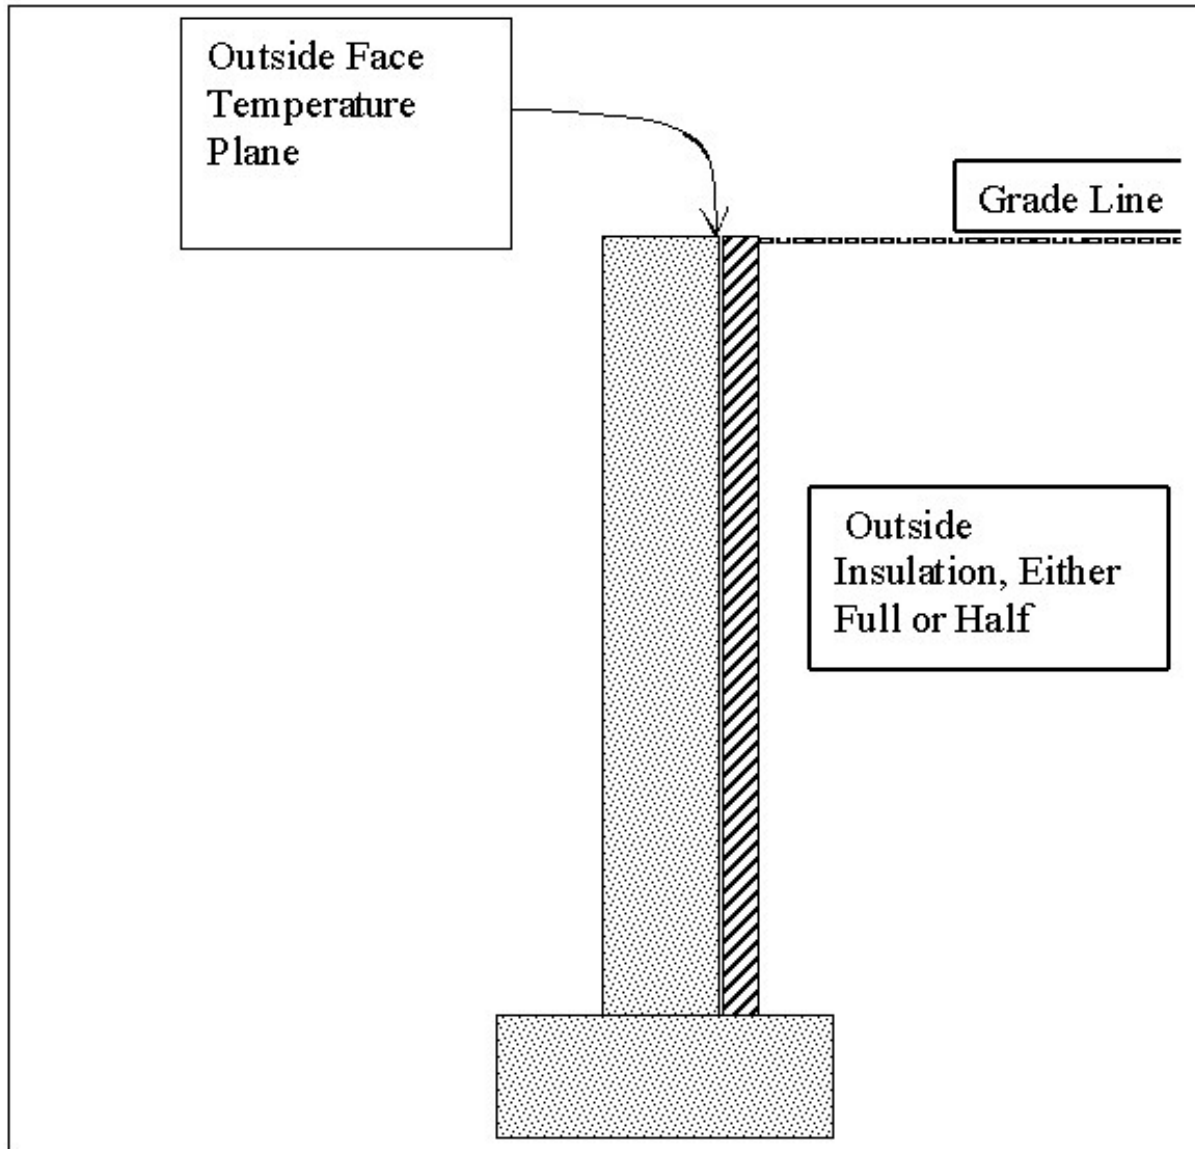 Outside Face
Temperature
Plane
Grade Line
Outside
Insulation, Either
Full or Half